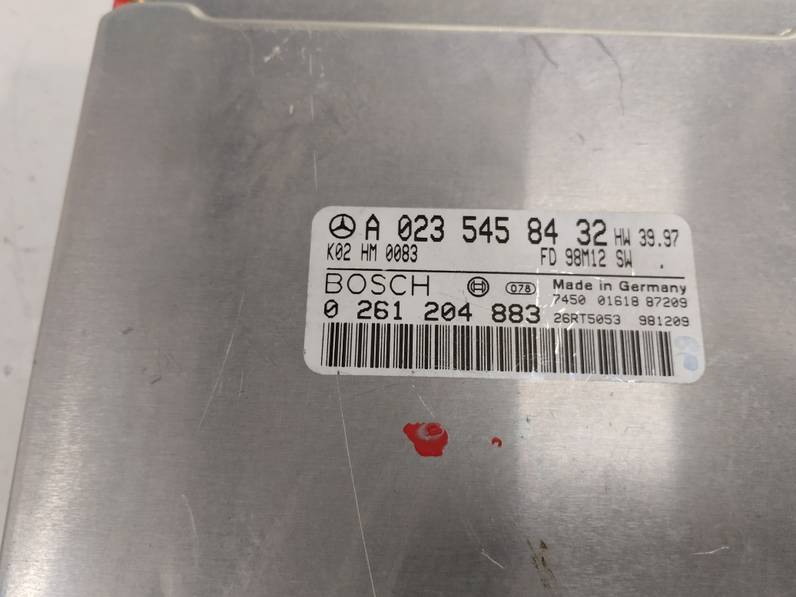 A 023 545 84 32 HW 39.97
K02 HM 0083 FD 98M12 SW .
BOSCH 078 Made in Germany
7450 01618 87209
0 261 204 883 26RT5053 981209